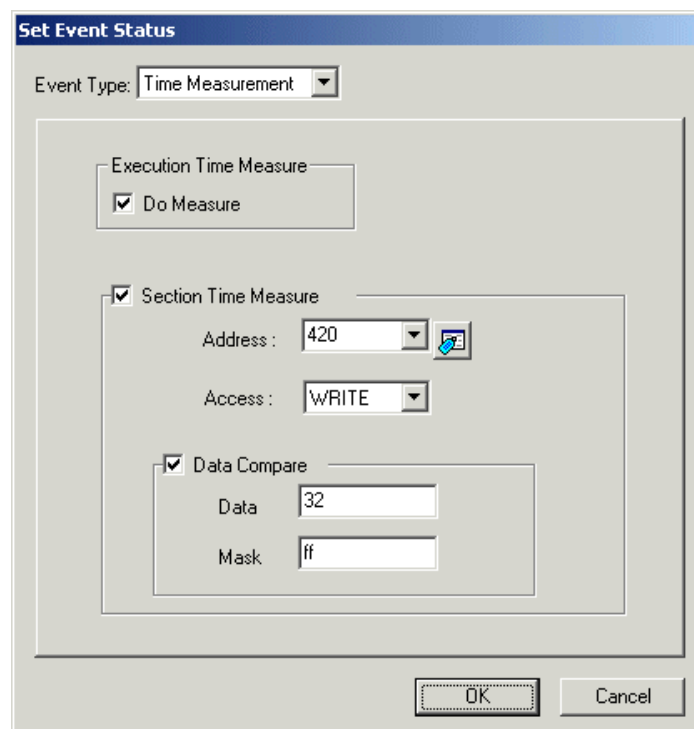 Set Event Status
Event Type: Time Measurement
Execution Time Measure
Do Measure
Section Time Measure
Address : 420
Access : WRITE
Data Compare
Data 32
Mask ff
OK Cancel